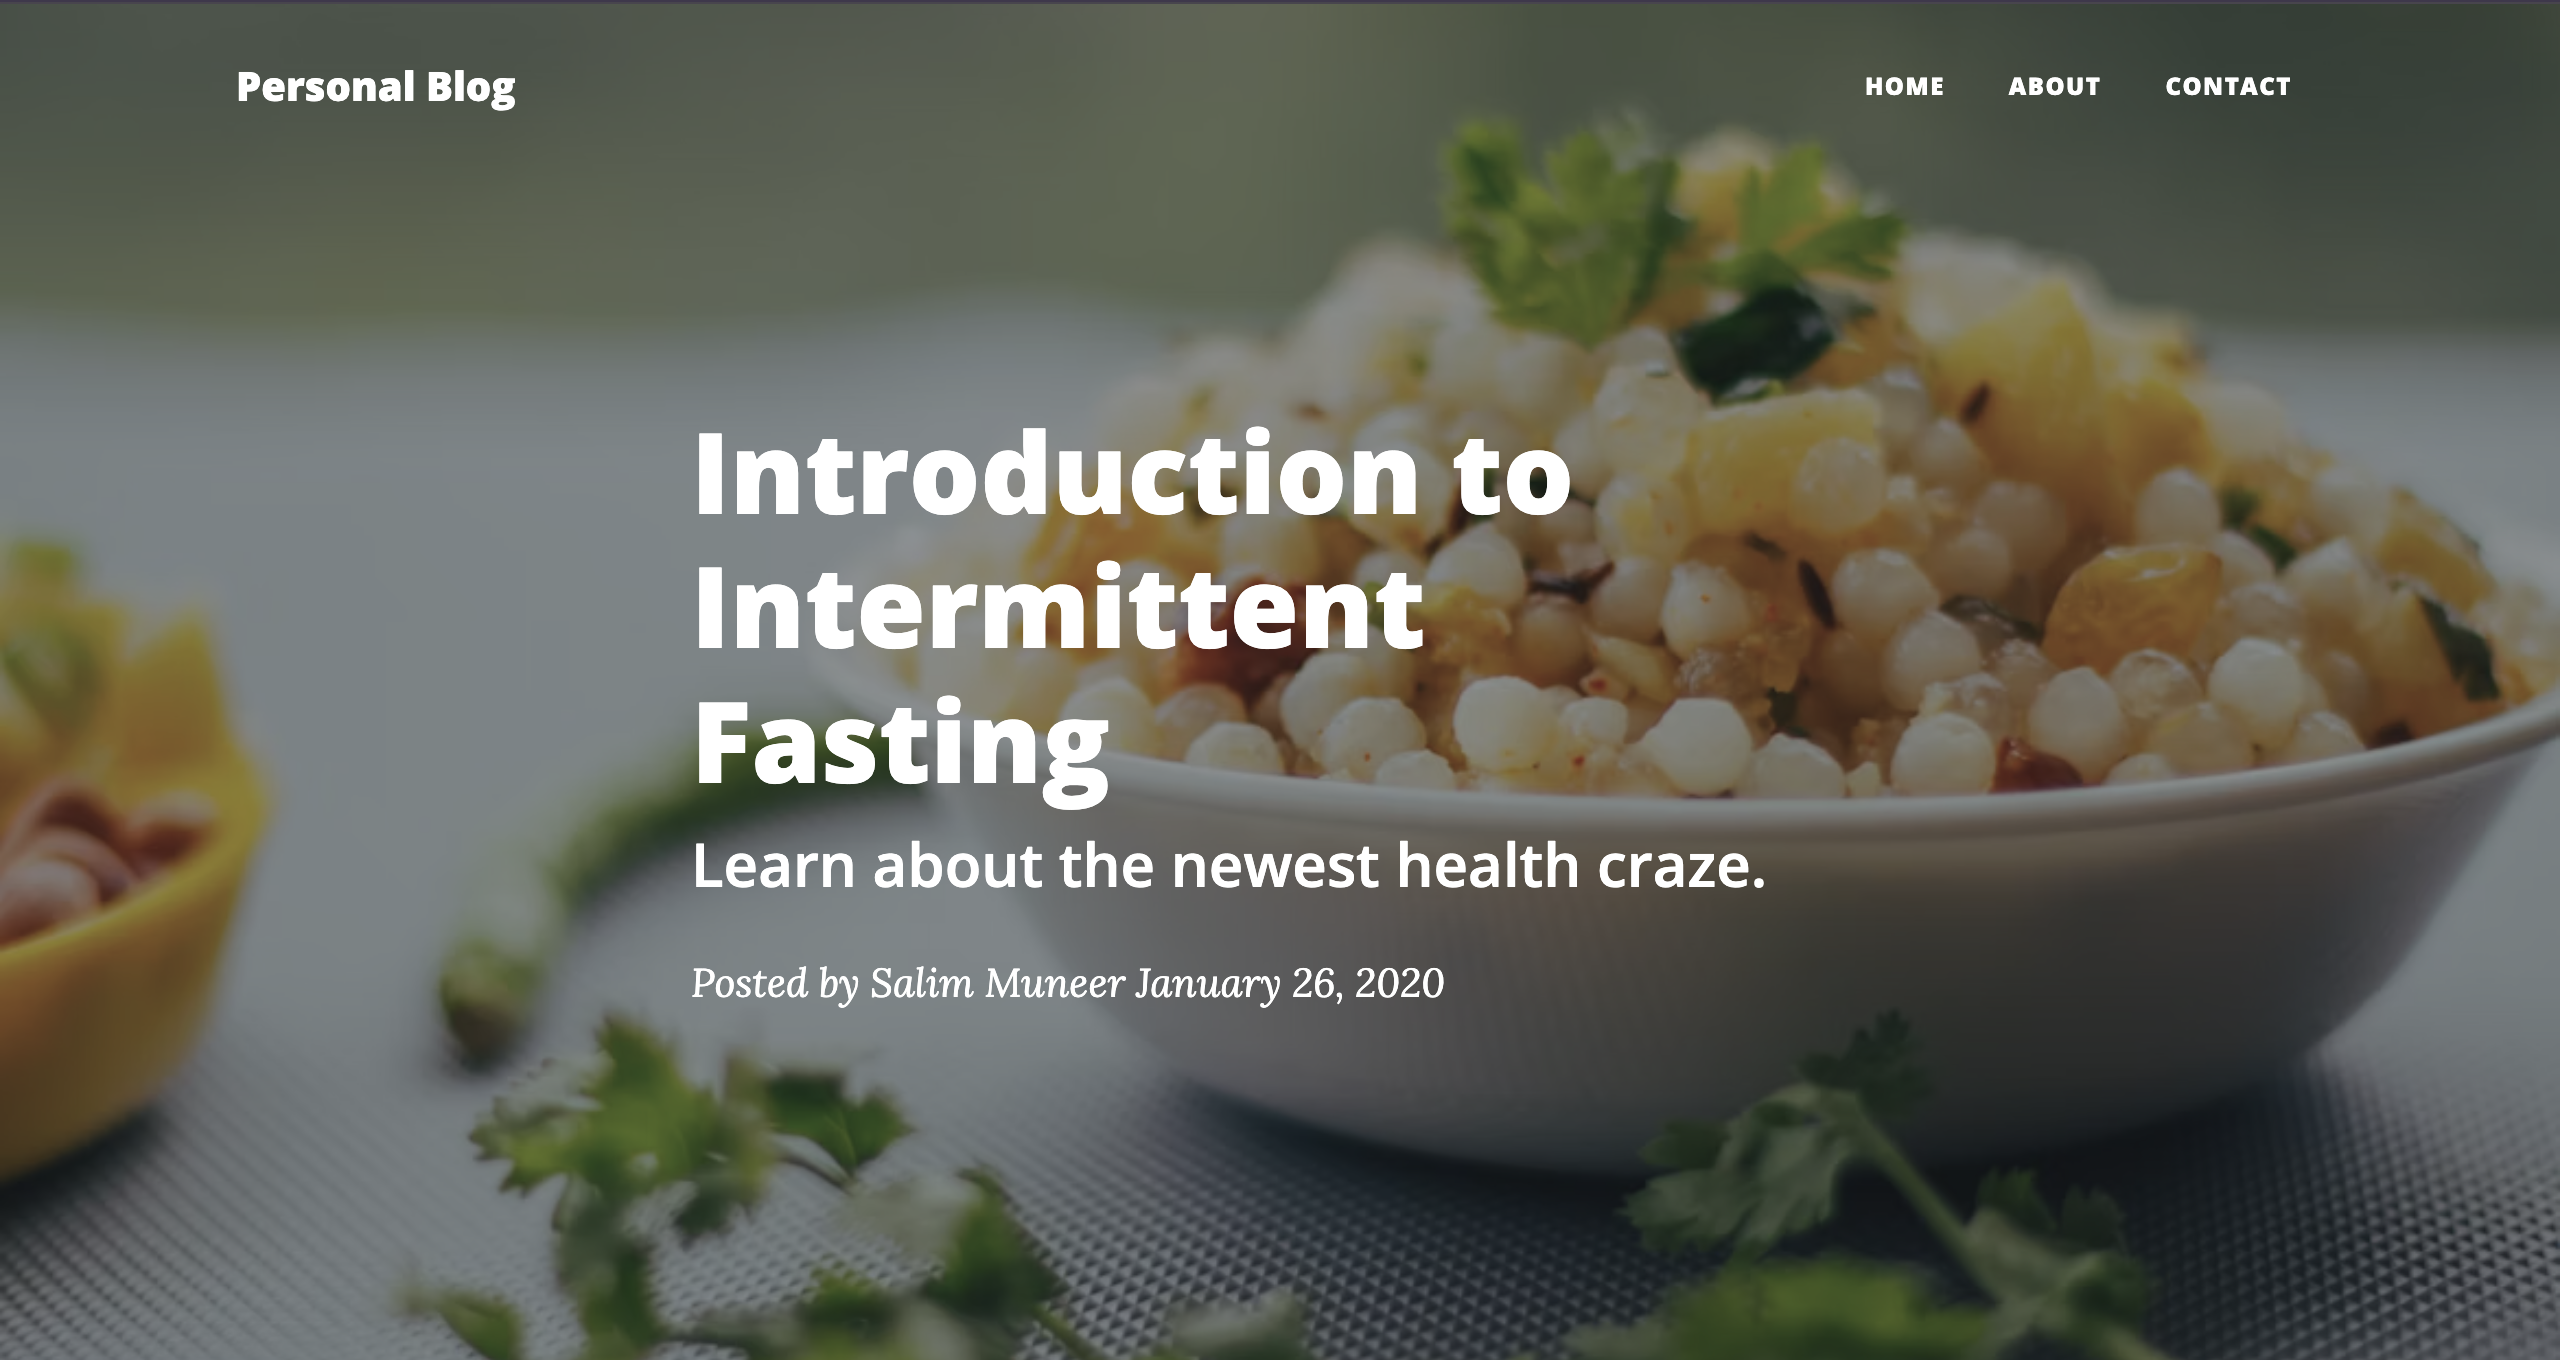 Personal Blog
HOME ABOUT CONTACT
Introduction to
Intermittent
Fasting
Learn about the newest health craze.
Posted by Salim Muneer January 26, 2020